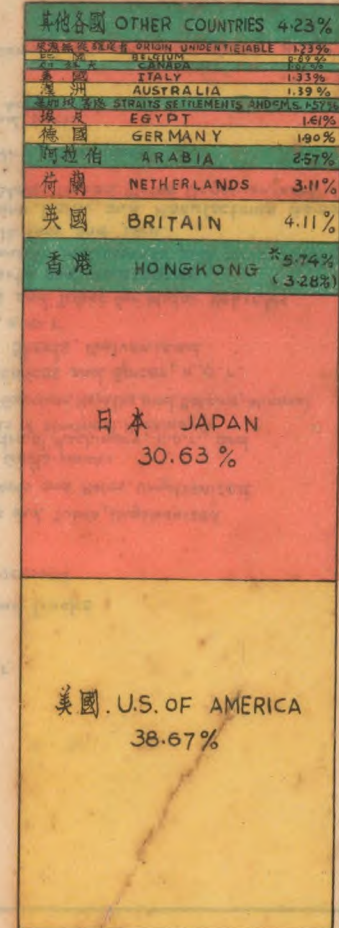 其他各國 OTHER COUNTRIES 4.23%
ORIGIN UNIDENTIFIABLE 1.23%
BELGIUM
CANADA
ITALY 1.33%
澳洲 AUSTRALIA 1.39%
STRAITS SETTLEMENTS AND F.M.S. 1.57%
埃及 EGYPT 1.61%
德國 GERMANY 1.90%
阿拉伯 ARABIA 2.57%
荷蘭 NETHERLANDS 3.11%
英國 BRITAIN 4.11%
香港 HONGKONG *5.74%
(3.28%)
日本 JAPAN
30.63%
美國. U.S. OF AMERICA
38.67%